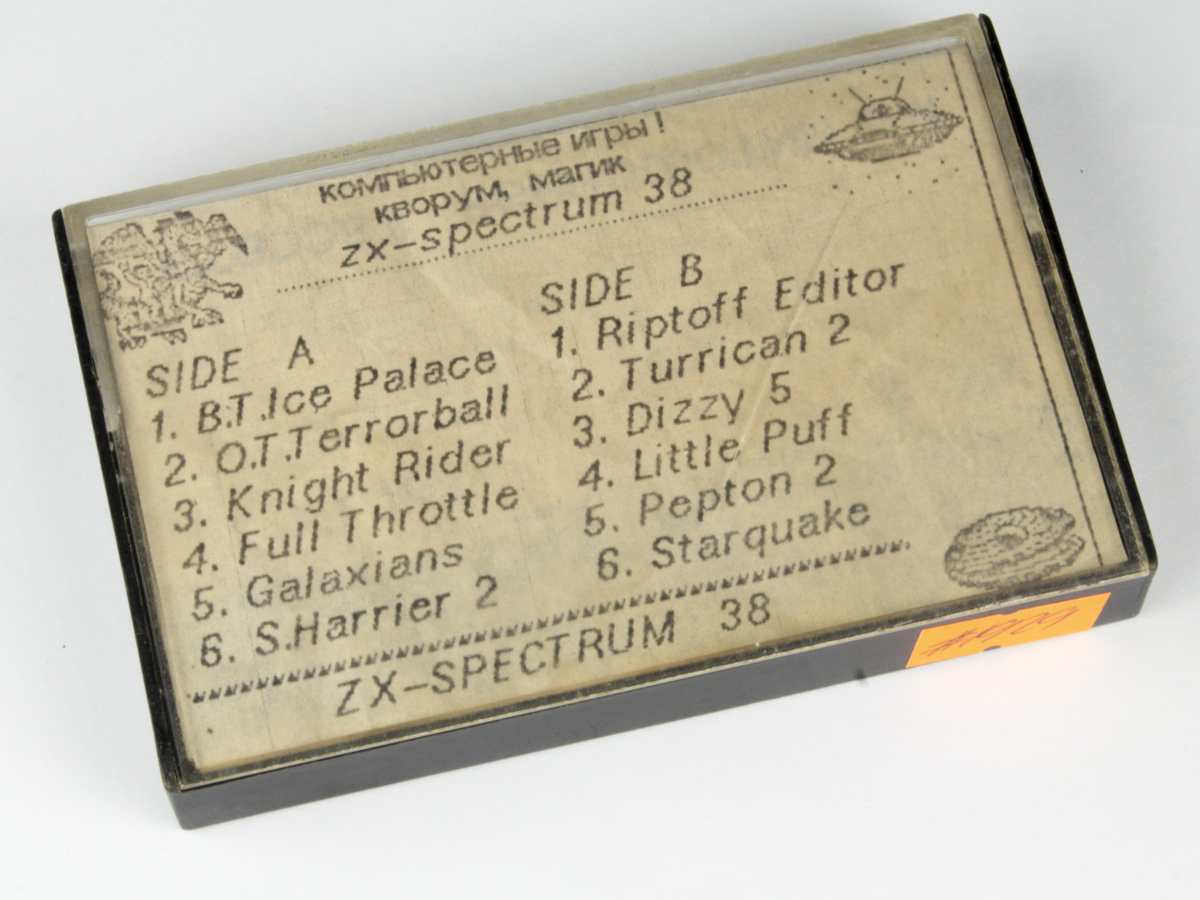 компьютерные игры!
кворум, магик
zx-spectrum 38
SIDE A
1. B.T.Ice Palace
2. O.T.Terrorball
3. Knight Rider
4. Full Throttle
5. Galaxians
6. S.Harrier 2
SIDE B
1. Riptoff Editor
2. Turrican 2
3. Dizzy 5
4. Little Puff
5. Pepton 2
6. Starquake
ZX-SPECTRUM 38